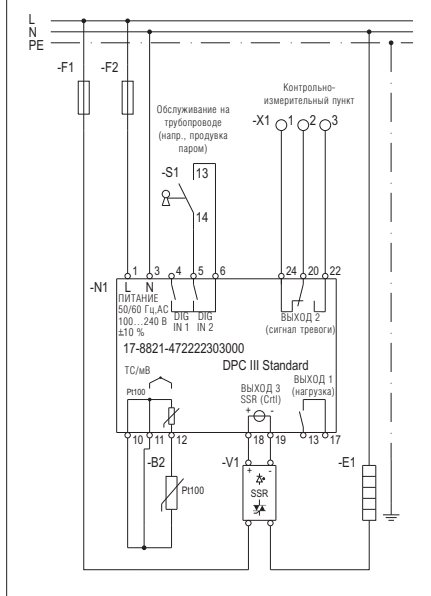 L
N
PE
-F1
-F2
Обслуживание на
трубопроводе
(напр., продувка
паром)
Контрольно-
измерительный пункт
-X1 1 2 3
-S1 13
14
1 3 4 5 6 24 20 22
-N1 L N
ПИТАНИЕ
50/60 Гц,AC
100...240 В
±10 %
DIG
IN 1
DIG
IN 2
ВЫХОД 2
(сигнал тревоги)
17-8821-472222303000
DPC III Standard
ТС/мВ
Pt100
ВЫХОД 3
SSR (Crtl)
+ -
ВЫХОД 1
(нагрузка)
10 11 12 18 19 13 17
-B2
Pt100
-V1
+ -
SSR
-E1